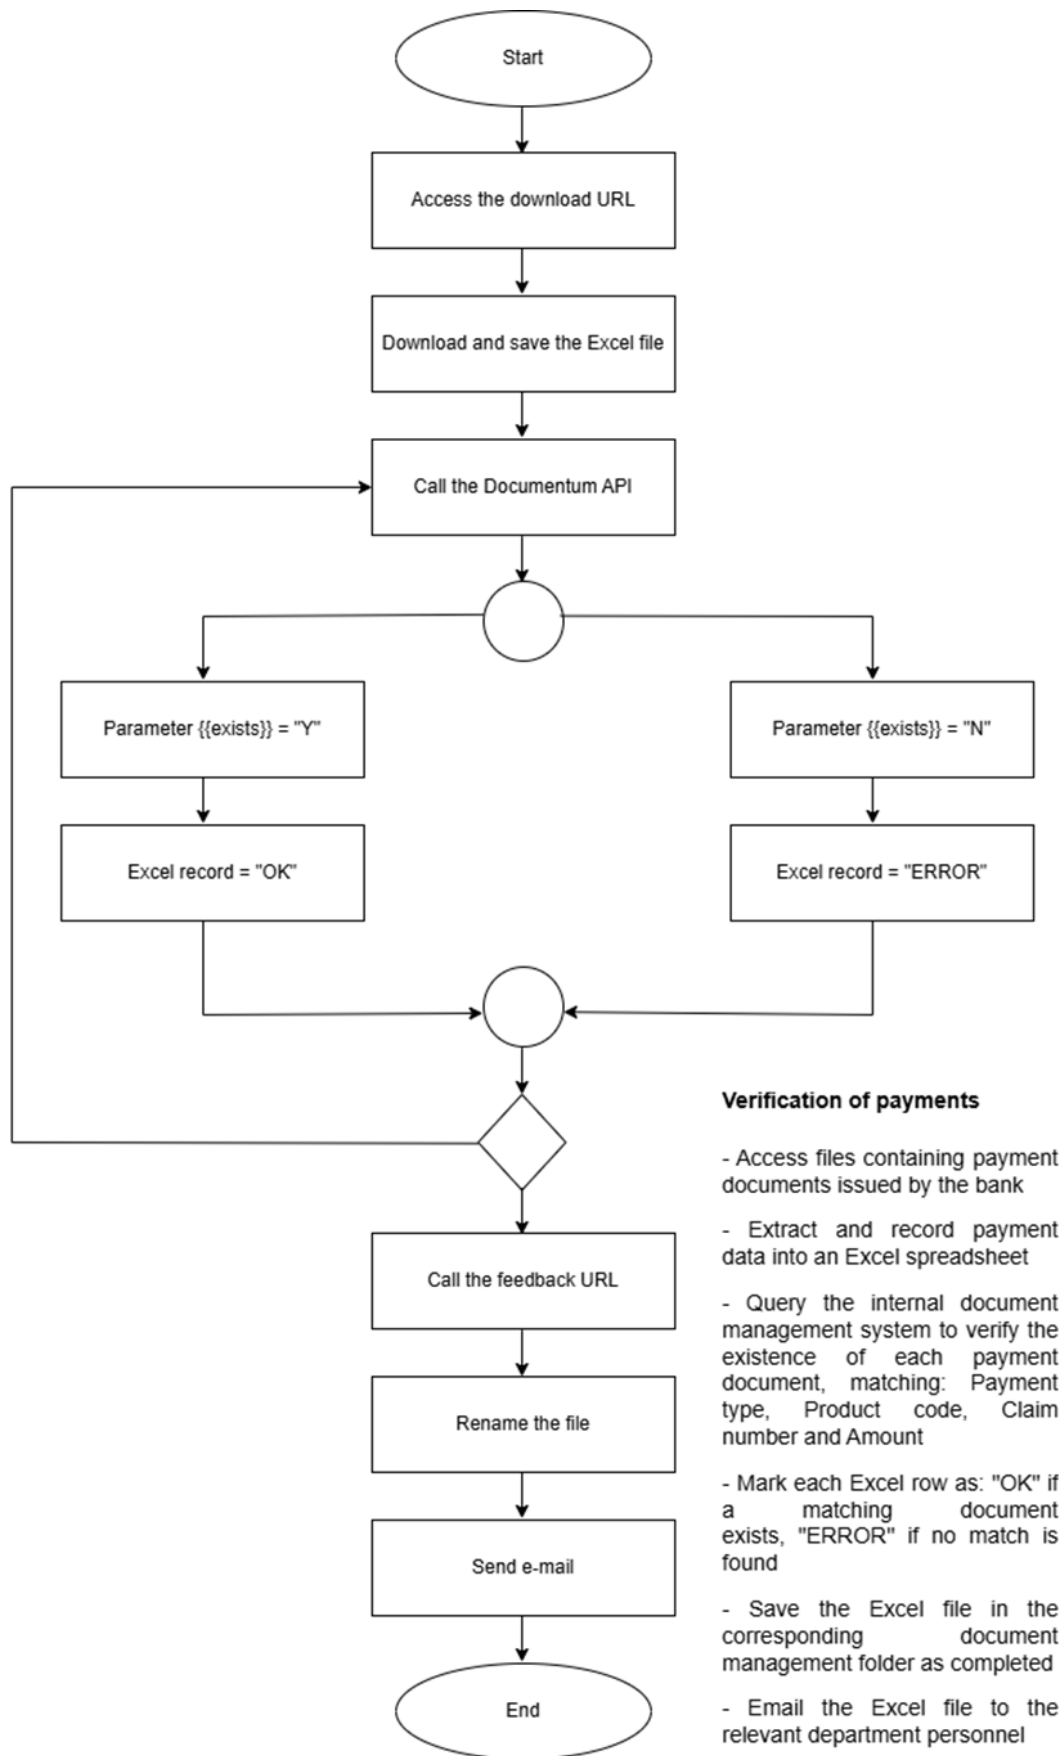 Start
Access the download URL
Download and save the Excel file
Call the Documentum API
Parameter {{exists}} = "Y"
Parameter {{exists}} = "N"
Excel record = "OK"
Excel record = "ERROR"
Call the feedback URL
Rename the file
Send e-mail
End
Verification of payments
- Access files containing payment
documents issued by the bank
- Extract and record payment
data into an Excel spreadsheet
- Query the internal document
management system to verify the
existence of each payment
document, matching: Payment
type, Product code, Claim
number and Amount
- Mark each Excel row as: "OK" if
a matching document
exists, "ERROR" if no match is
found
- Save the Excel file in the
corresponding document
management folder as completed
- Email the Excel file to the
relevant department personnel